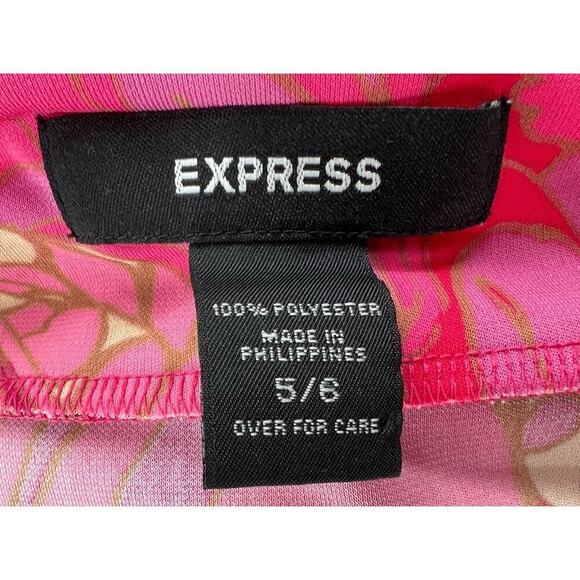 EXPRESS
100% POLYESTER
MADE IN
PHILIPPINES
5/6
OVER FOR CARE